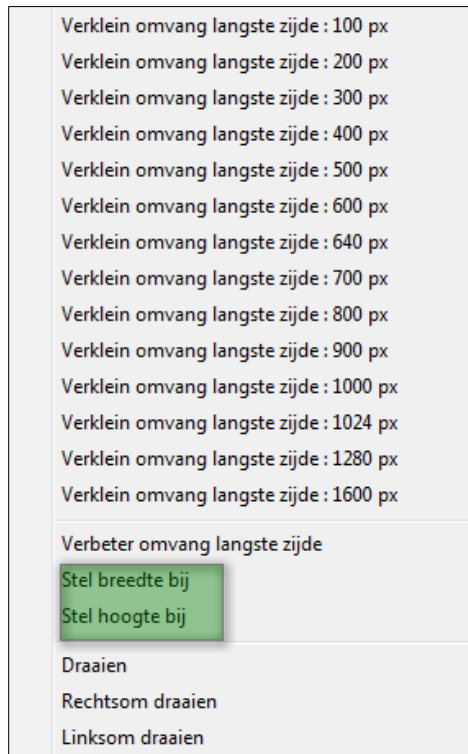 Verklein omvang langste zijde : 100 px
Verklein omvang langste zijde : 200 px
Verklein omvang langste zijde : 300 px
Verklein omvang langste zijde : 400 px
Verklein omvang langste zijde : 500 px
Verklein omvang langste zijde : 600 px
Verklein omvang langste zijde : 640 px
Verklein omvang langste zijde : 700 px
Verklein omvang langste zijde : 800 px
Verklein omvang langste zijde : 900 px
Verklein omvang langste zijde : 1000 px
Verklein omvang langste zijde : 1024 px
Verklein omvang langste zijde : 1280 px
Verklein omvang langste zijde : 1600 px
Verbeter omvang langste zijde
Stel breedte bij
Stel hoogte bij
Draaien
Rechtsom draaien
Linksom draaien